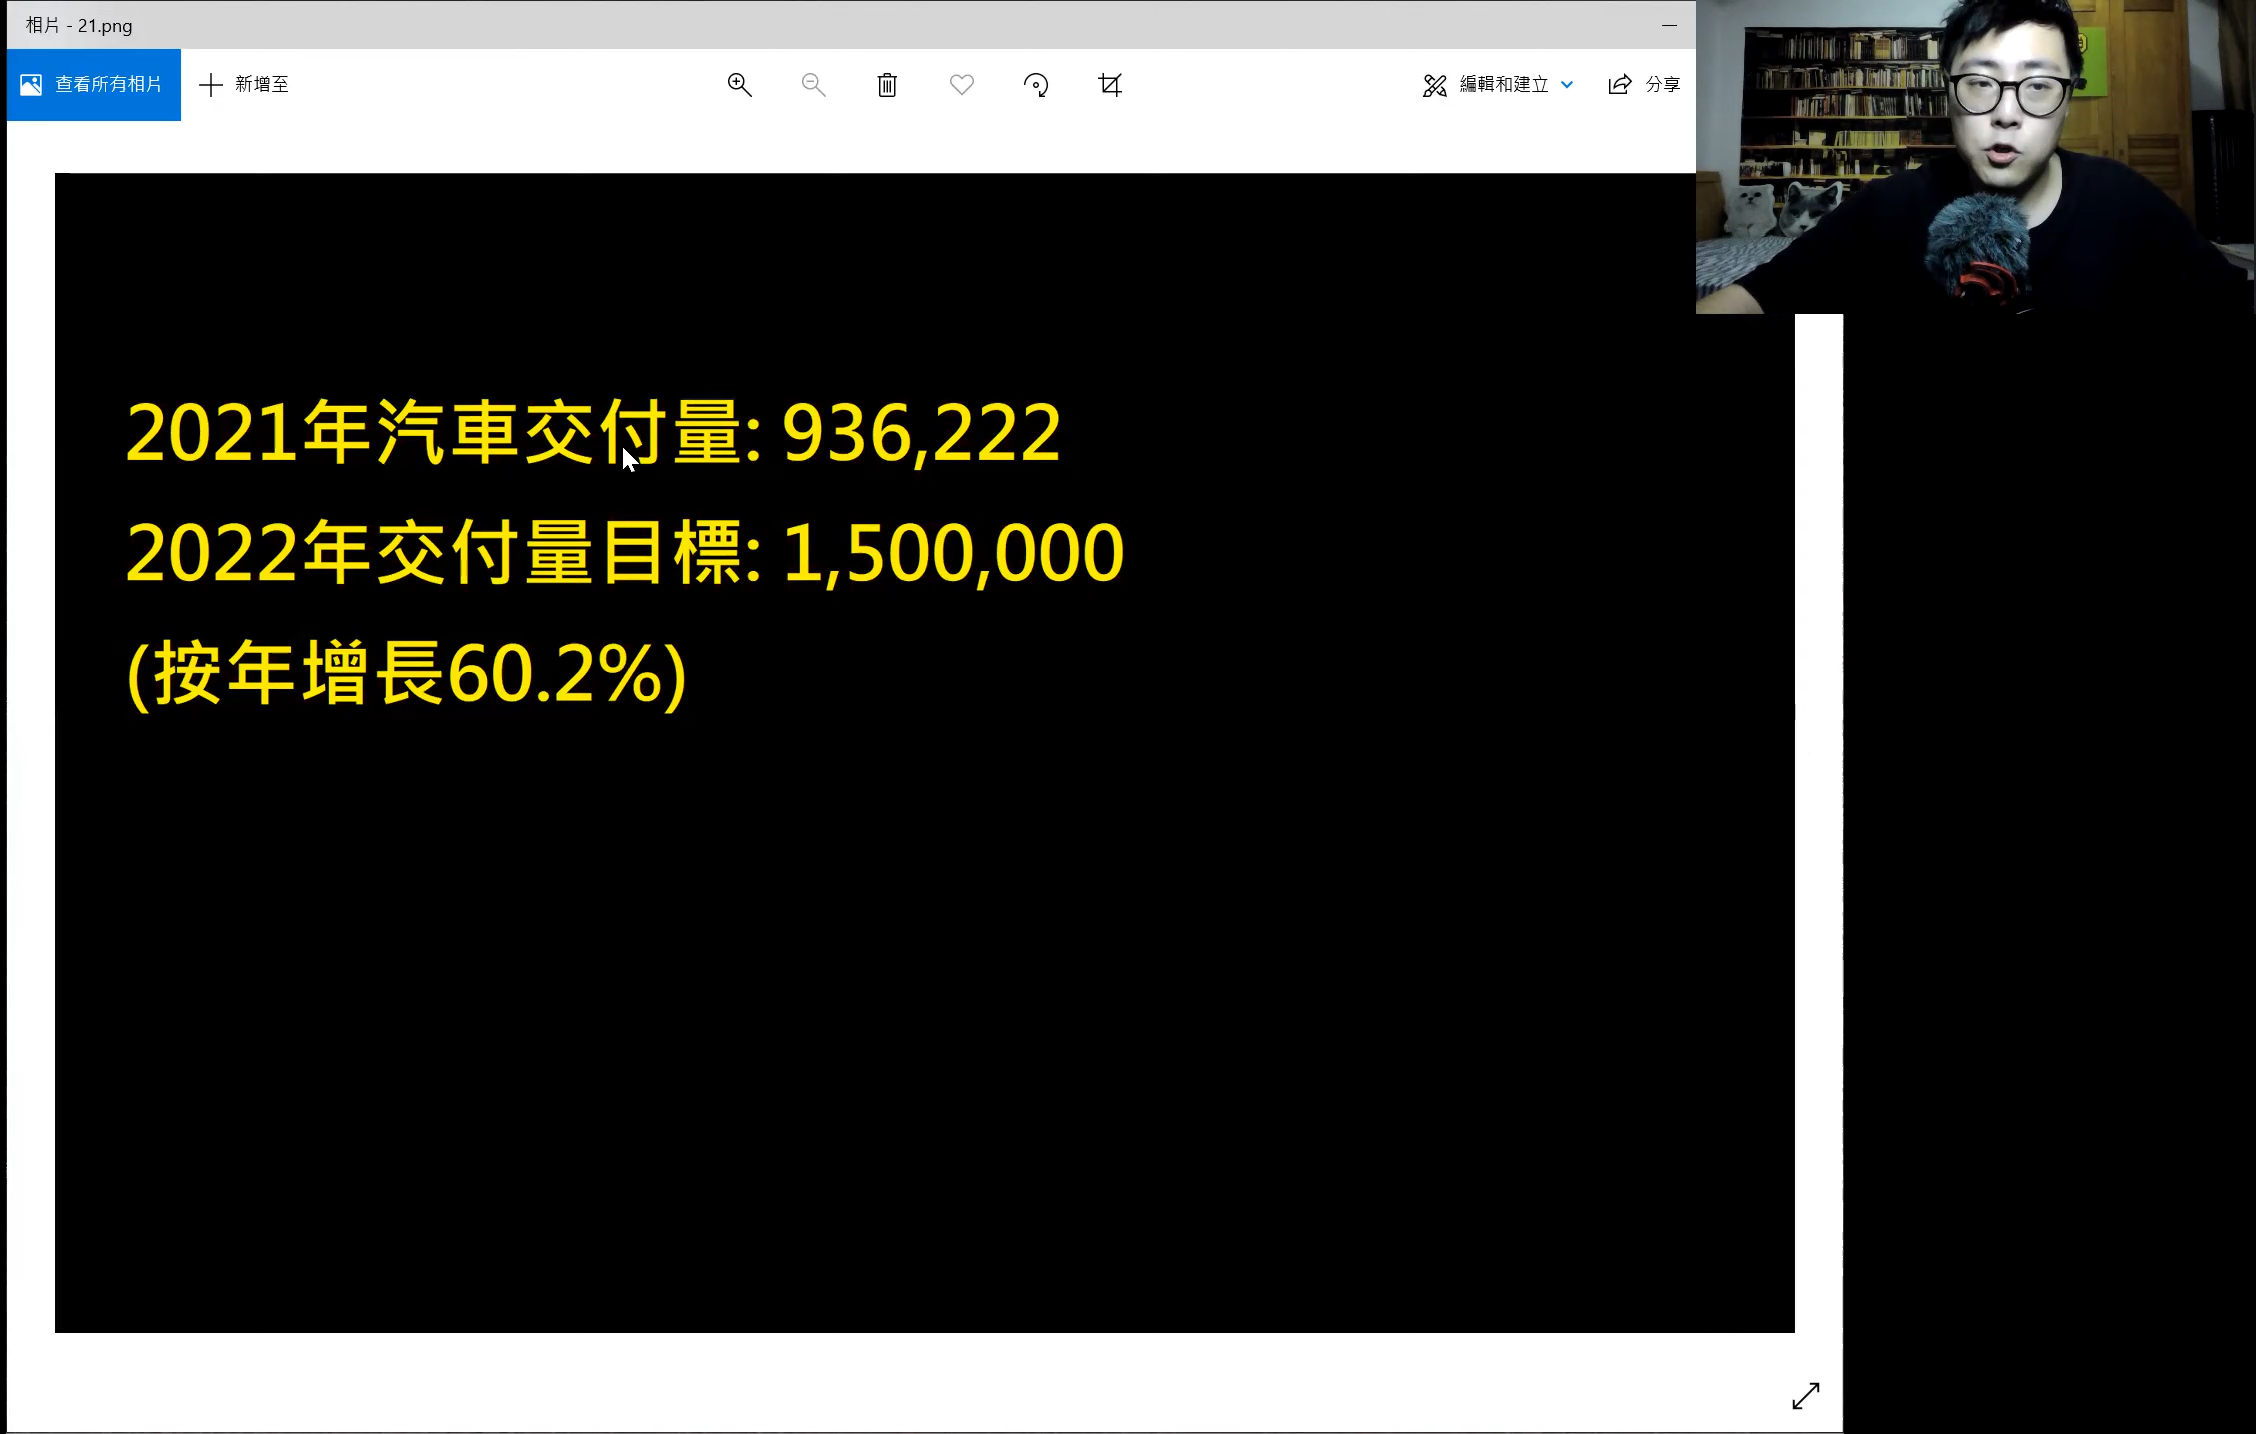 相片 - 21.png
查看所有相片
新增至
編輯和建立
分享
2021年汽車交付量: 936,222
2022年交付量目標: 1,500,000
(按年增長60.2%)